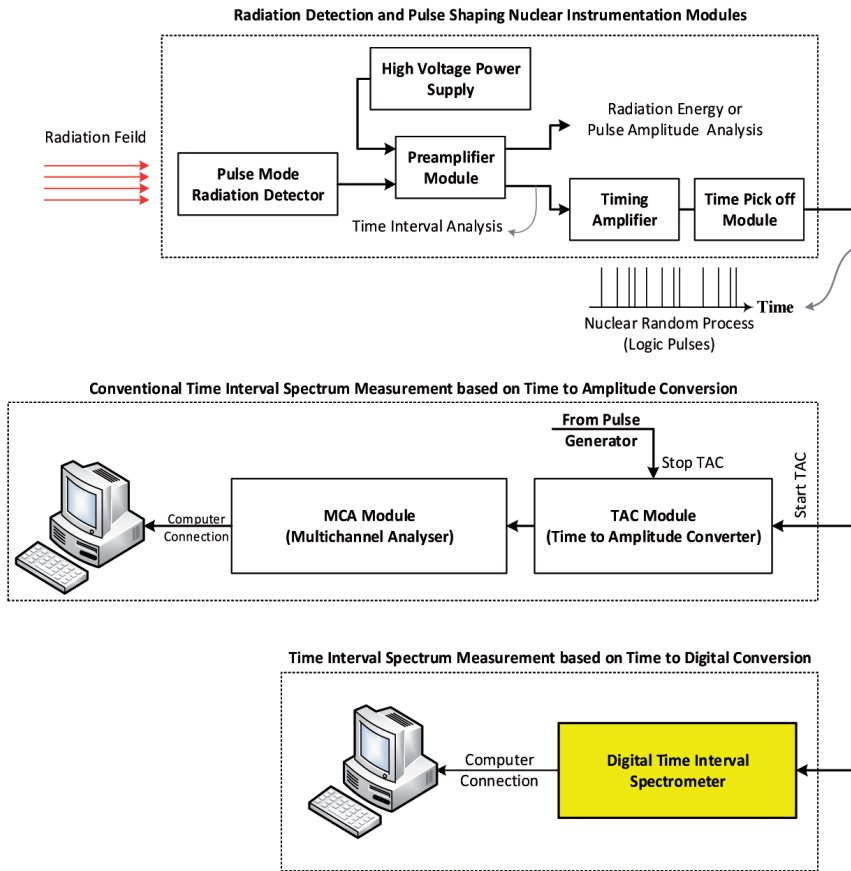 Radiation Detection and Pulse Shaping Nuclear Instrumentation Modules
High Voltage Power
Supply
Radiation Energy or
Pulse Amplitude Analysis
Radiation Feild
Pulse Mode
Radiation Detector
Preamplifier
Module
Time Interval Analysis
Timing
Amplifier
Time Pick off
Module
Time
Nuclear Random Process
(Logic Pulses)
Conventional Time Interval Spectrum Measurement based on Time to Amplitude Conversion
From Pulse
Generator
Stop TAC
Start TAC
Computer
Connection
MCA Module
(Multichannel Analyser)
TAC Module
(Time to Amplitude Converter)
Time Interval Spectrum Measurement based on Time to Digital Conversion
Computer
Connection
Digital Time Interval
Spectrometer